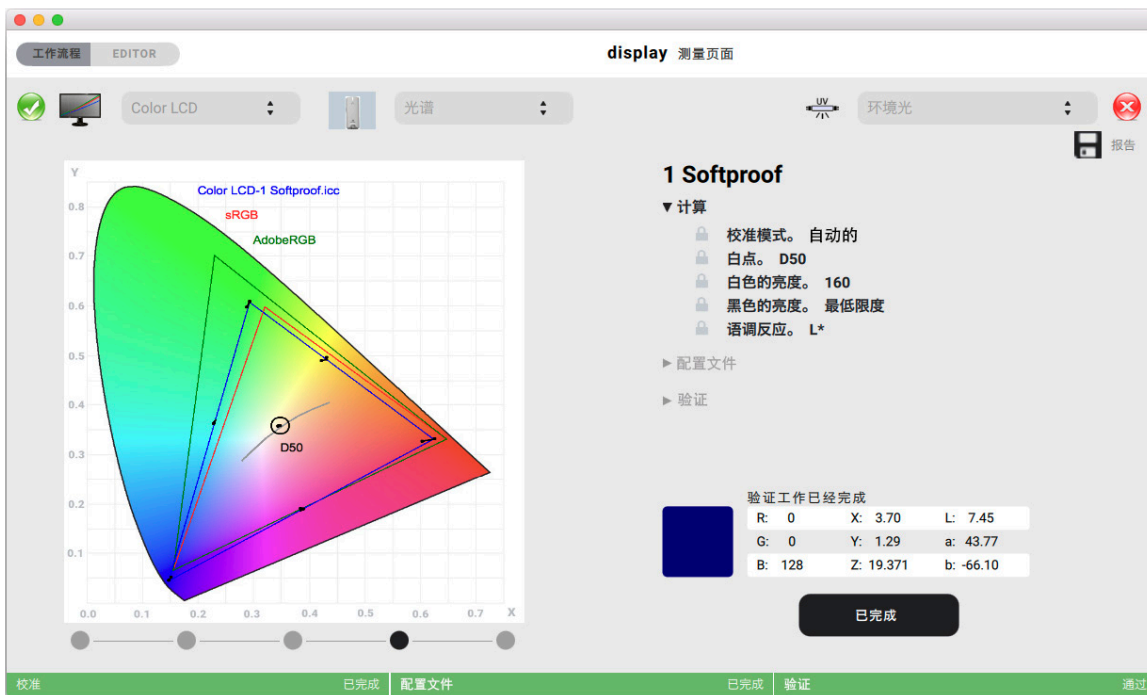 工作流程 EDITOR
display 测量页面
Color LCD
光谱
UV
环境光
报告
Y
Color LCD-1 Softproof.icc
sRGB
AdobeRGB
0.8
0.7
0.6
0.5
0.4
0.3
0.2
0.1
D50
0.0 0.1 0.2 0.3 0.4 0.5 0.6 0.7 X
1 Softproof
▼计算
校准模式。 自动的
白点。 D50
白色的亮度。 160
黑色的亮度。 最低限度
语调反应。 L*
▶ 配置文件
▶ 验证
验证工作已经完成
R: 0 X: 3.70 L: 7.45
G: 0 Y: 1.29 a: 43.77
B: 128 Z: 19.371 b: -66.10
已完成
校准 已完成 配置文件 已完成 验证 通过